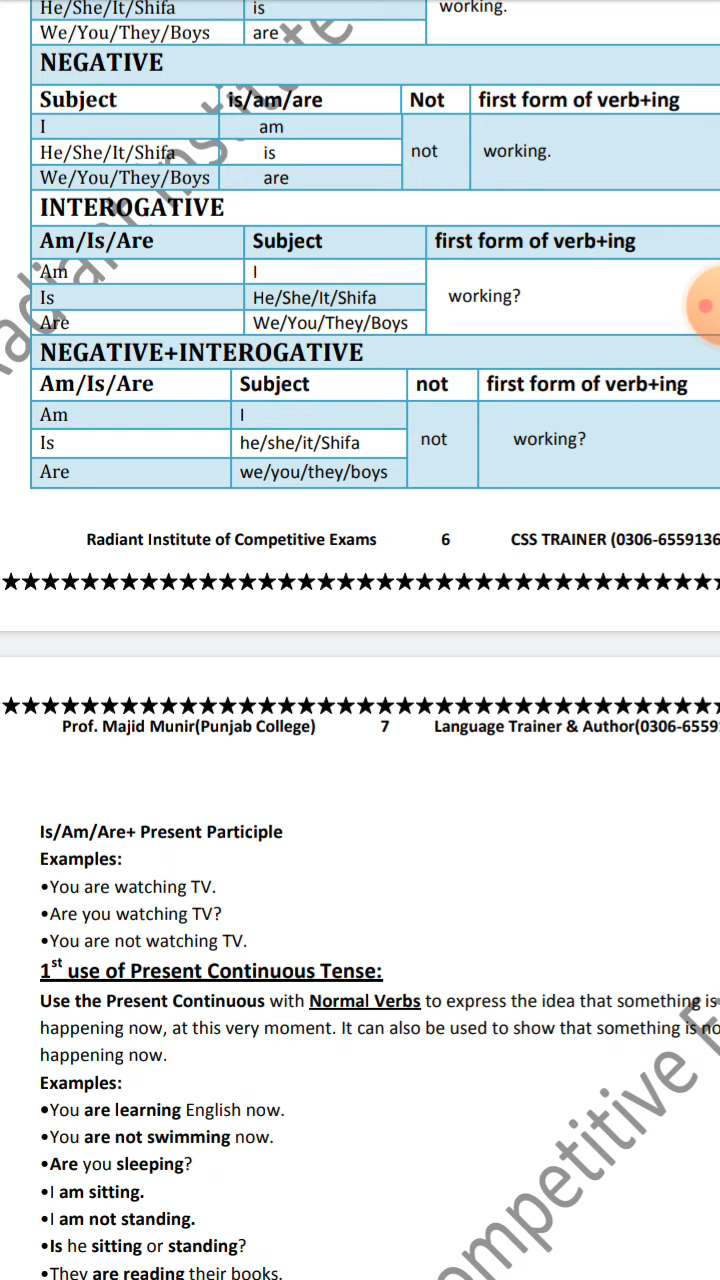 He/She/It/Shifa is working.
We/You/They/Boys are
NEGATIVE
Subject is/am/are Not first form of verb+ing
I am
He/She/It/Shifa is not working.
We/You/They/Boys are
INTEROGATIVE
Am/Is/Are Subject first form of verb+ing
Am I
Is He/She/It/Shifa working?
Are We/You/They/Boys
NEGATIVE+INTEROGATIVE
Am/Is/Are Subject not first form of verb+ing
Am I
Is he/she/it/Shifa not working?
Are we/you/they/boys
Radiant Institute of Competitive Exams 6 CSS TRAINER (0306-6559136
Prof. Majid Munir(Punjab College) 7 Language Trainer & Author(0306-6559
Is/Am/Are+ Present Participle
Examples:
•You are watching TV.
•Are you watching TV?
•You are not watching TV.
1st use of Present Continuous Tense:
Use the Present Continuous with Normal Verbs to express the idea that something is
happening now, at this very moment. It can also be used to show that something is no
happening now.
Examples:
•You are learning English now.
•You are not swimming now.
•Are you sleeping?
•I am sitting.
•I am not standing.
•Is he sitting or standing?
•They are reading their books.